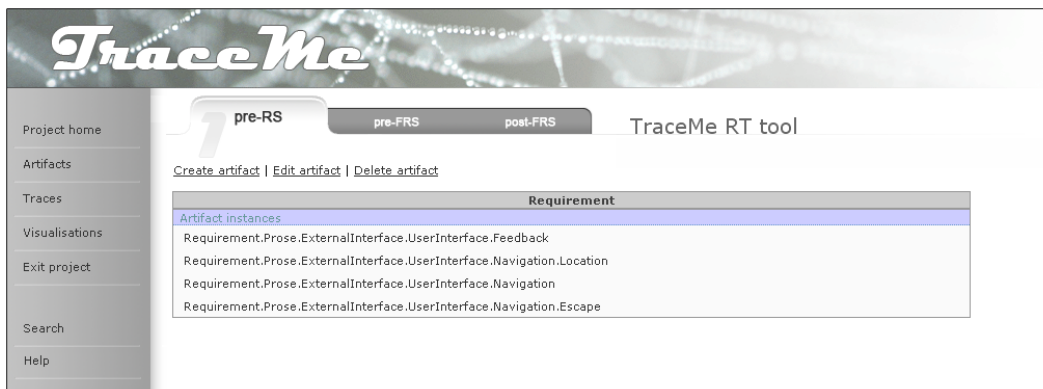 TraceMe
1 pre-RS pre-FRS post-FRS TraceMe RT tool
Project home
Artifacts
Traces
Visualisations
Exit project
Search
Help
Create artifact | Edit artifact | Delete artifact
Requirement
Artifact instances
Requirement.Prose.ExternalInterface.UserInterface.Feedback
Requirement.Prose.ExternalInterface.UserInterface.Navigation.Location
Requirement.Prose.ExternalInterface.UserInterface.Navigation
Requirement.Prose.ExternalInterface.UserInterface.Navigation.Escape